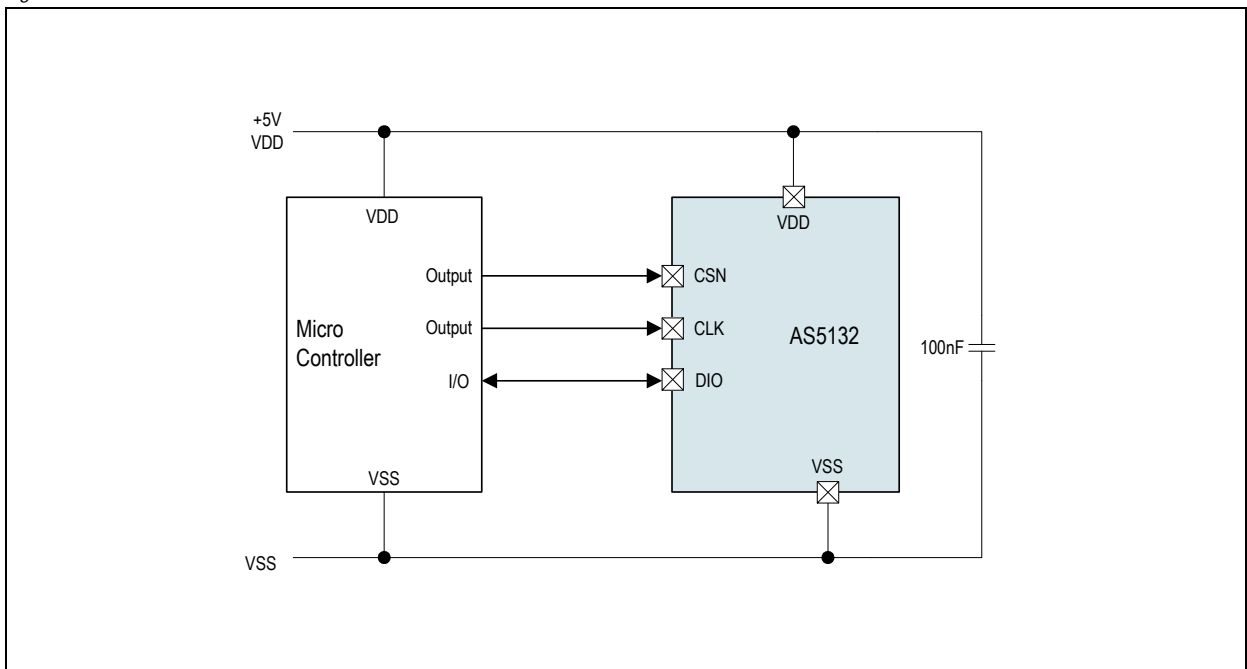 +5V
VDD
VDD
VDD
Output
CSN
Output
CLK
Micro
Controller
AS5132
100nF
I/O
DIO
VSS
VSS
VSS